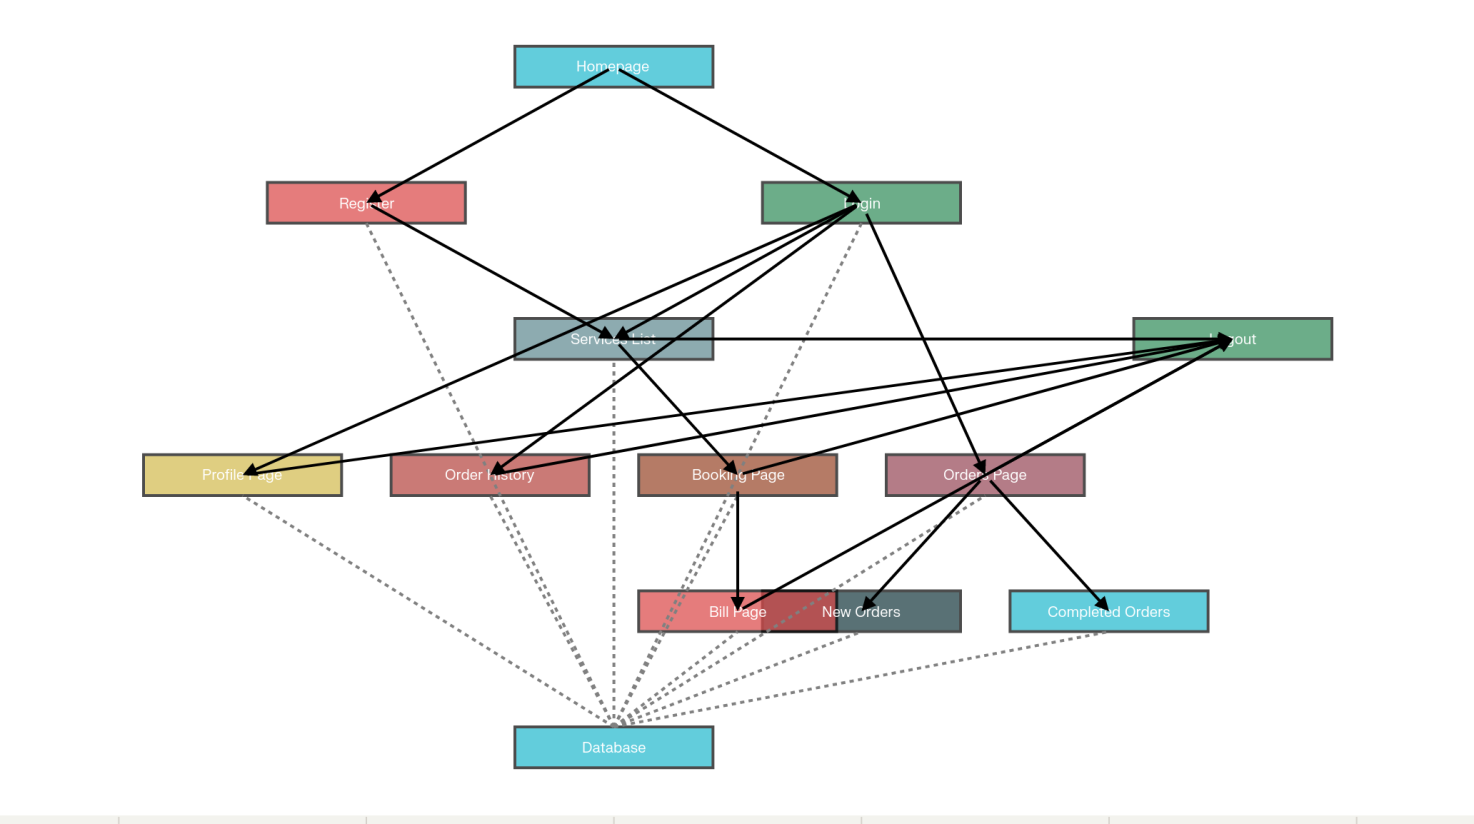 Homepage
Register
Login
Services List
Logout
Profile Page
Order History
Booking Page
Orders Page
Bill Page
New Orders
Completed Orders
Database